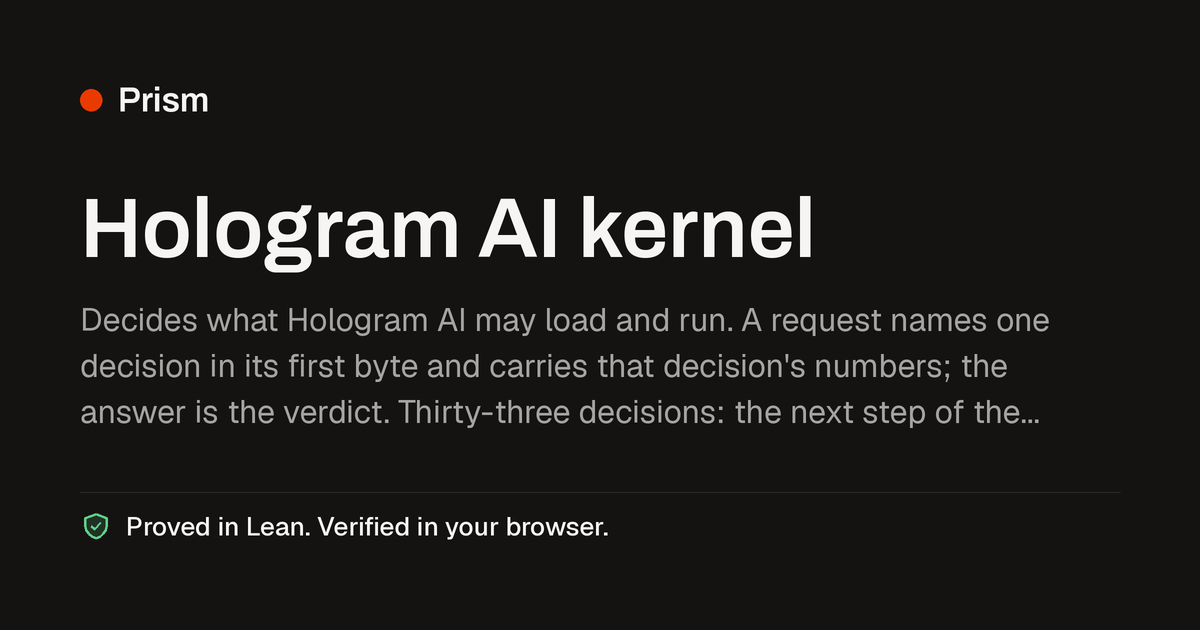 Prism
Hologram AI kernel
Decides what Hologram AI may load and run. A request names one
decision in its first byte and carries that decision's numbers; the
answer is the verdict. Thirty-three decisions: the next step of the…
Proved in Lean. Verified in your browser.